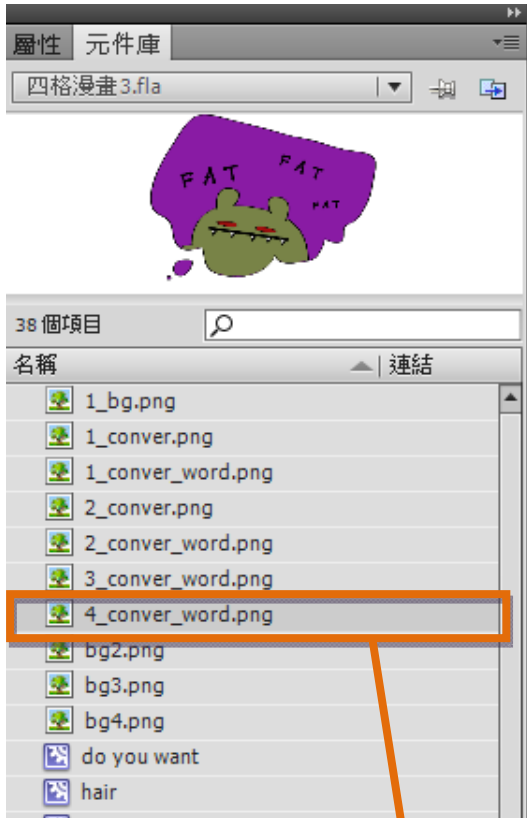 屬性 元件庫
四格漫畫3.fla
FAT FAT
FAT
38 個項目
名稱 連結
1_bg.png
1_conver.png
1_conver_word.png
2_conver.png
2_conver_word.png
3_conver_word.png
4_conver_word.png
bg2.png
bg3.png
bg4.png
do you want
hair